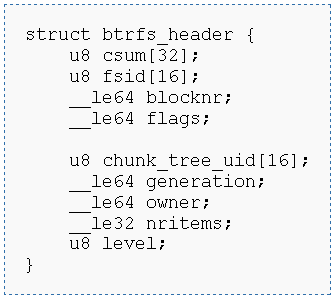 struct btrfs_header {
    u8 csum[32];
    u8 fsid[16];
    __le64 blocknr;
    __le64 flags;

    u8 chunk_tree_uid[16];
    __le64 generation;
    __le64 owner;
    __le32 nritems;
    u8 level;
}